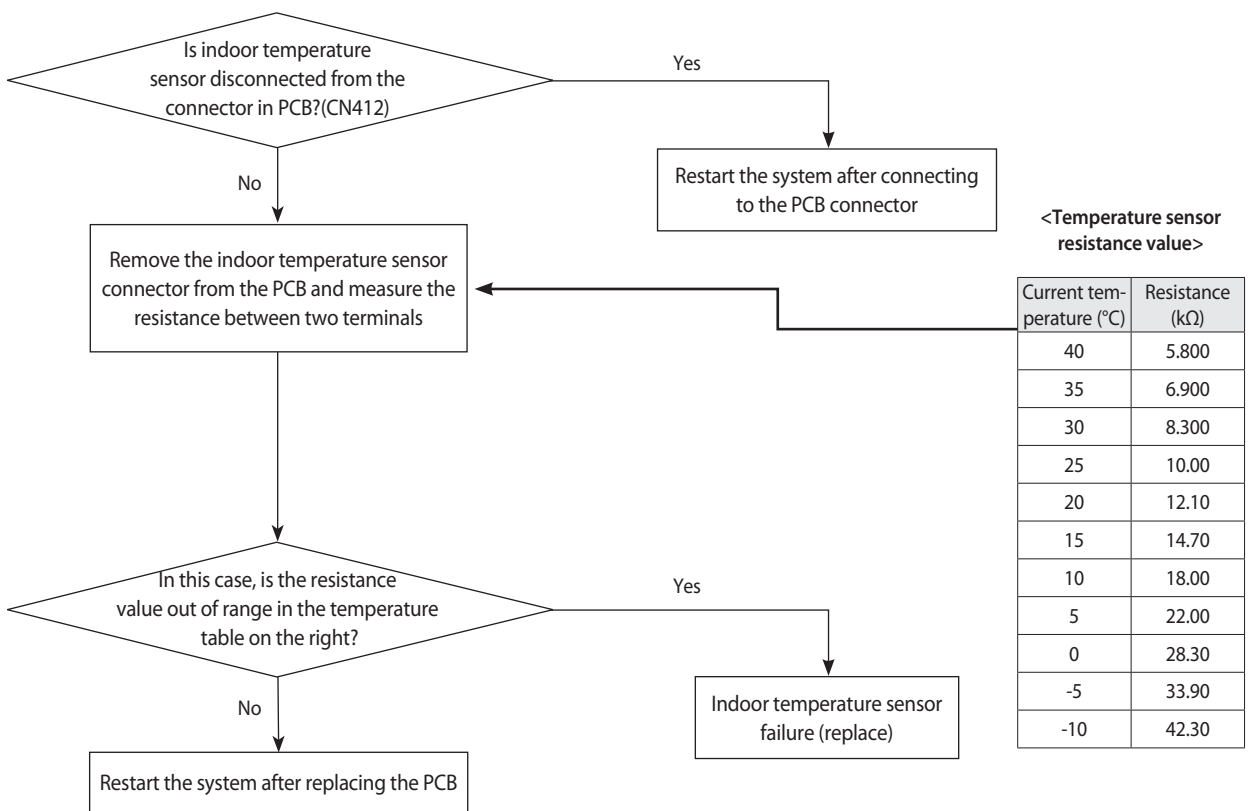 Is indoor temperature
sensor disconnected from the
connector in PCB?(CN412)
Yes
Restart the system after connecting
to the PCB connector
No
Remove the indoor temperature sensor
connector from the PCB and measure the
resistance between two terminals
In this case, is the resistance
value out of range in the temperature
table on the right?
Yes
Indoor temperature sensor
failure (replace)
No
Restart the system after replacing the PCB
<Temperature sensor
resistance value>
Current tem-
perature (°C)
Resistance
(kΩ)
40 5.800
35 6.900
30 8.300
25 10.00
20 12.10
15 14.70
10 18.00
5 22.00
0 28.30
-5 33.90
-10 42.30